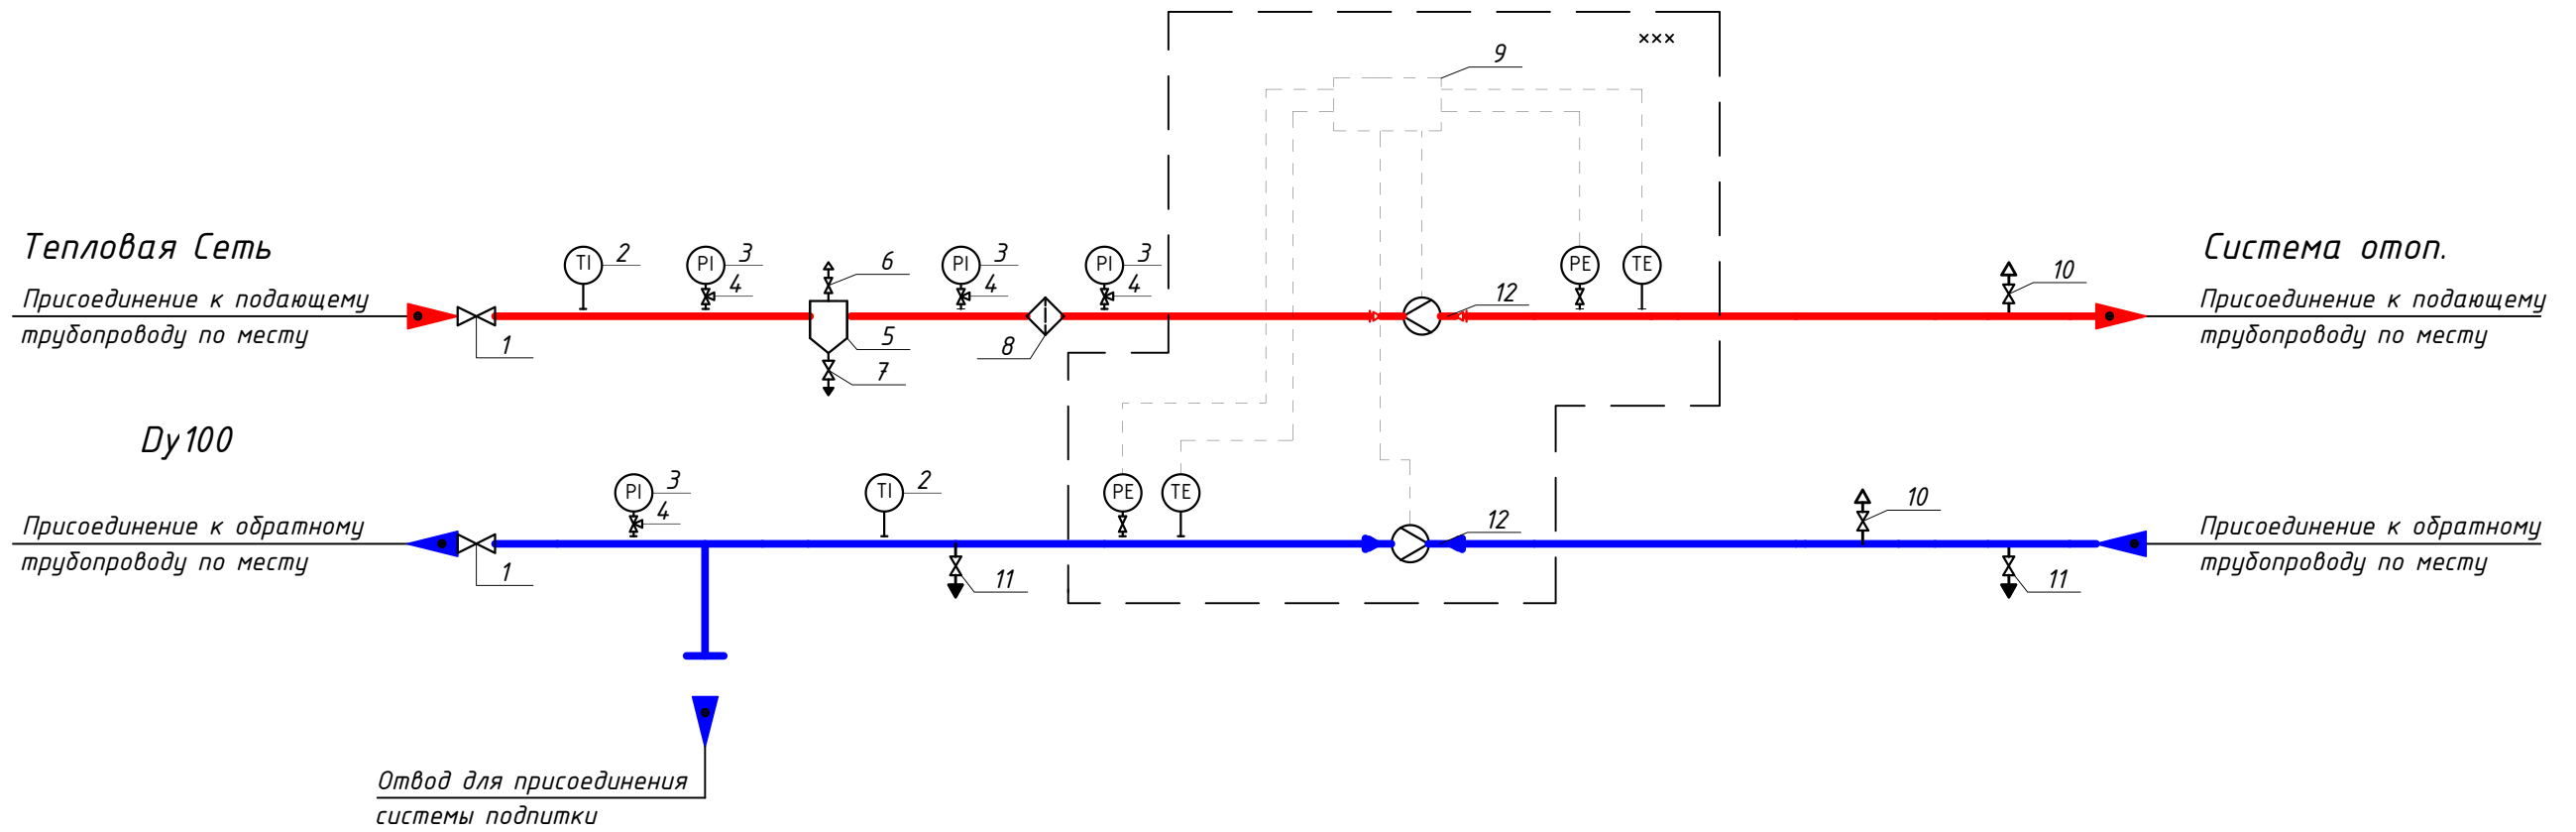 ×××
9
Тепловая Сеть
Присоединение к подающему
трубопроводу по месту
1
TI
2
PI
3
4
6
5
7
PI
3
4
8
PI
3
4
12
PE
TE
10
Система отоп.
Присоединение к подающему
трубопроводу по месту
Dy100
Присоединение к обратному
трубопроводу по месту
1
PI
3
4
TI
2
11
PE
TE
12
10
11
Присоединение к обратному
трубопроводу по месту
Отвод для присоединения
системы подпитки